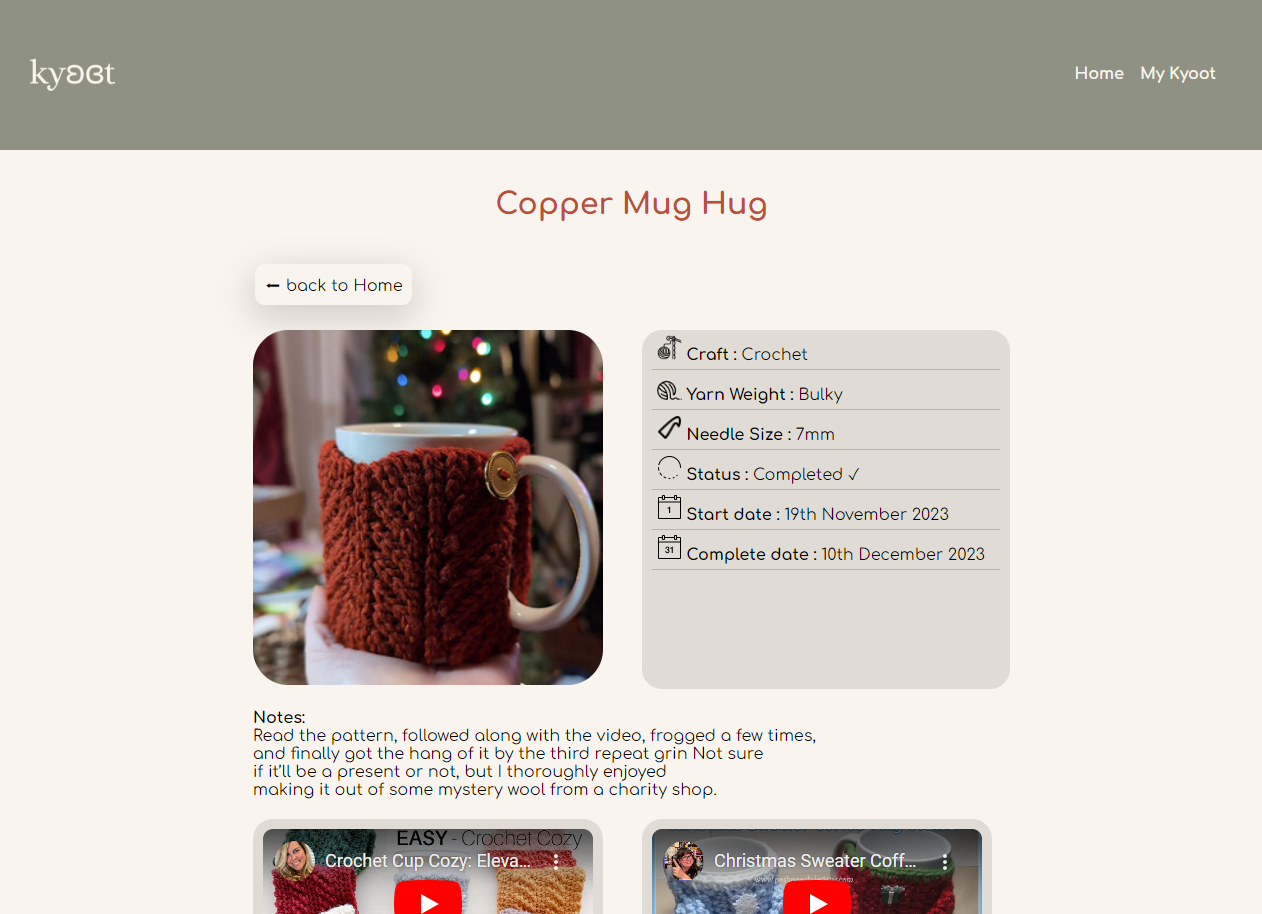 kyoot
Home My Kyoot
Copper Mug Hug
← back to Home
Craft : Crochet
Yarn Weight : Bulky
Needle Size : 7mm
Status : Completed ✓
1 Start date : 19th November 2023
31 Complete date : 10th December 2023
Notes:
Read the pattern, followed along with the video, frogged a few times,
and finally got the hang of it by the third repeat grin Not sure
if it'll be a present or not, but I thoroughly enjoyed
making it out of some mystery wool from a charity shop.
EASY - Crochet Cozy
Crochet Cup Cozy: Eleva...
Christmas Sweater Coff...